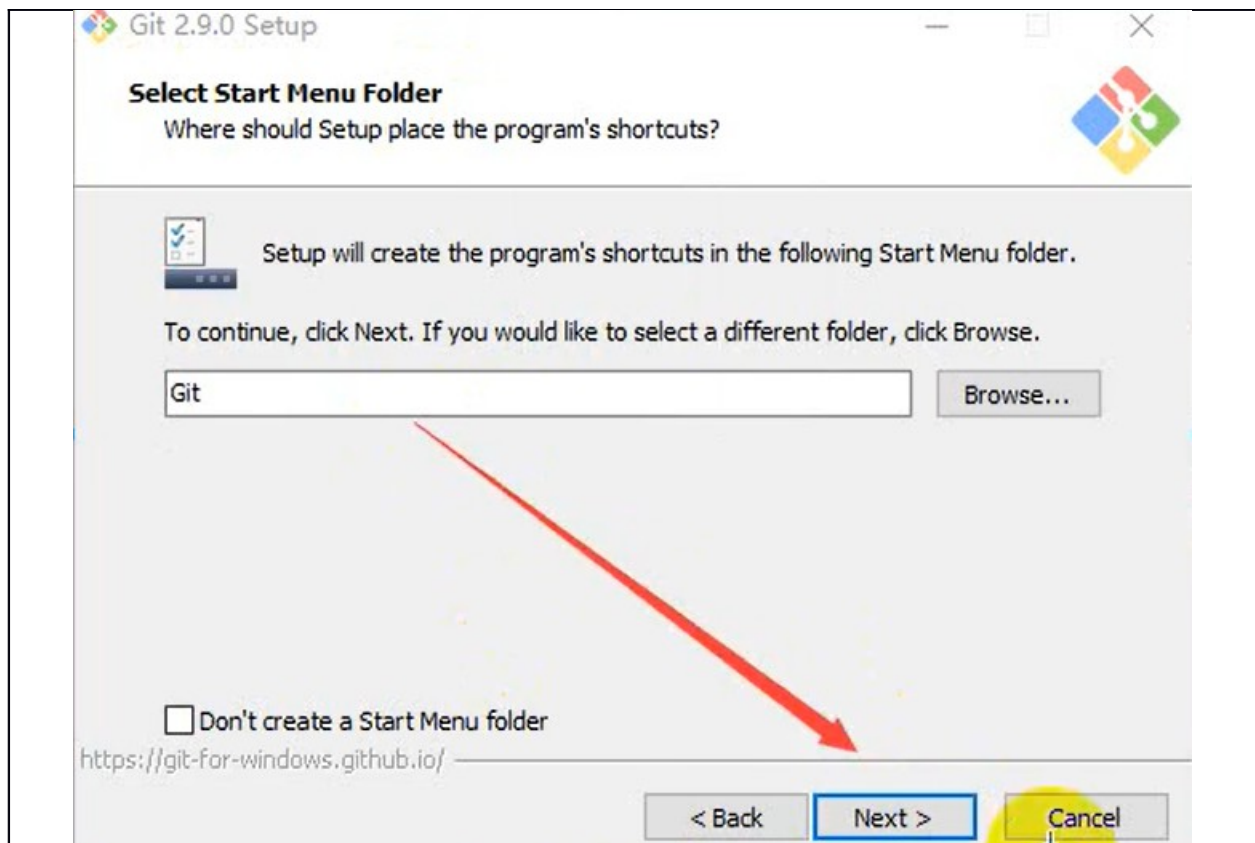 Git 2.9.0 Setup
Select Start Menu Folder
Where should Setup place the program's shortcuts?
Setup will create the program's shortcuts in the following Start Menu folder.
To continue, click Next. If you would like to select a different folder, click Browse.
Git
Browse...
Don't create a Start Menu folder
https://git-for-windows.github.io/
< Back
Next >
Cancel